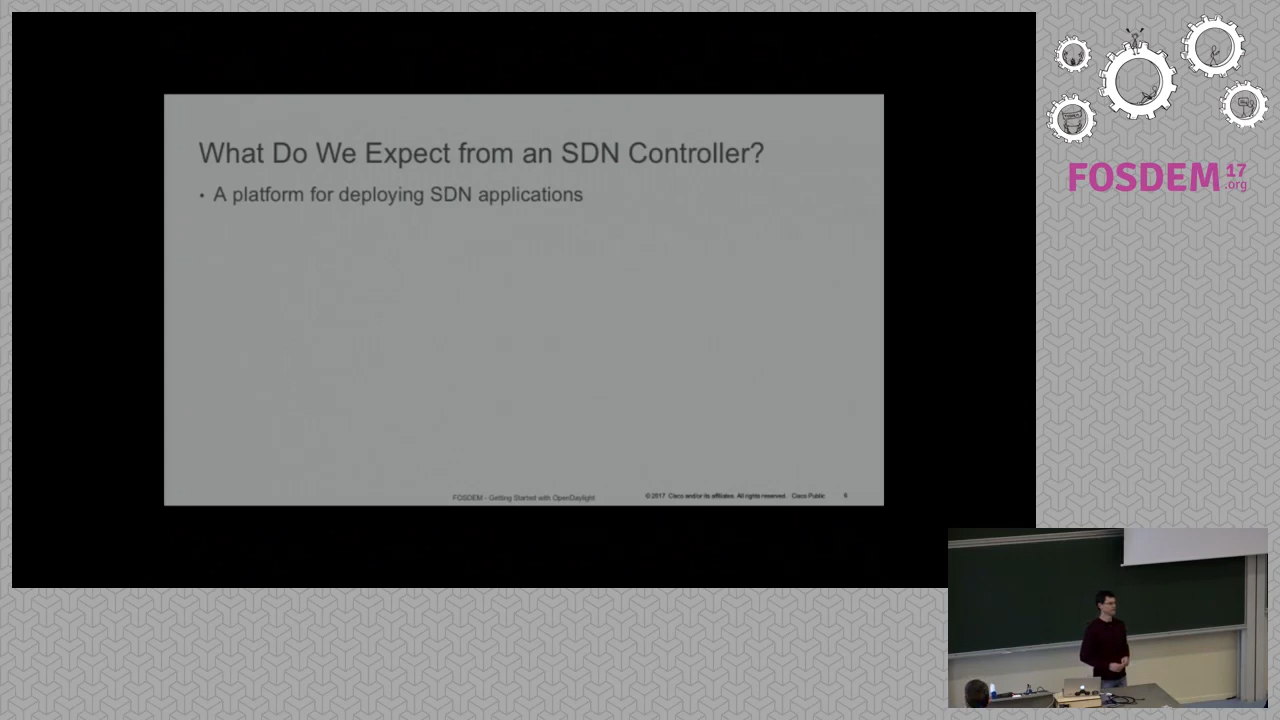 What Do We Expect from an SDN Controller?
• A platform for deploying SDN applications
FOSDEM - Getting Started with OpenDaylight
© 2017 Cisco and/or its affiliates. All rights reserved. Cisco Public 6
FOSDEM 17
.org